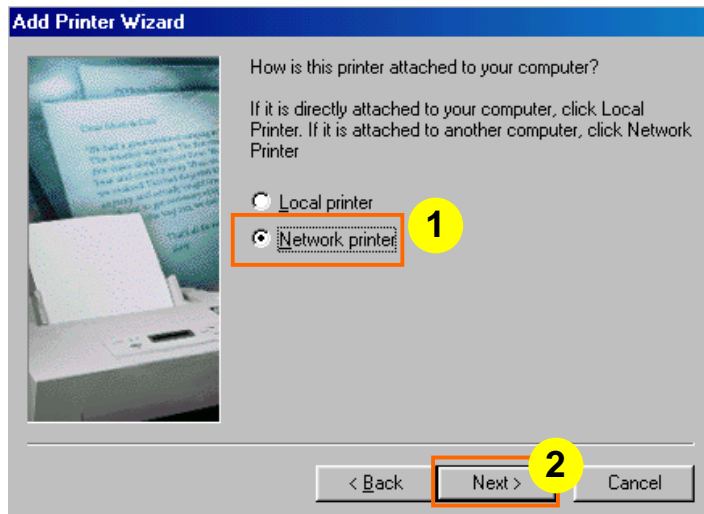 Add Printer Wizard
How is this printer attached to your computer?
If it is directly attached to your computer, click Local
Printer. If it is attached to another computer, click Network
Printer
Local printer
Network printer
1
2
< Back
Next >
Cancel